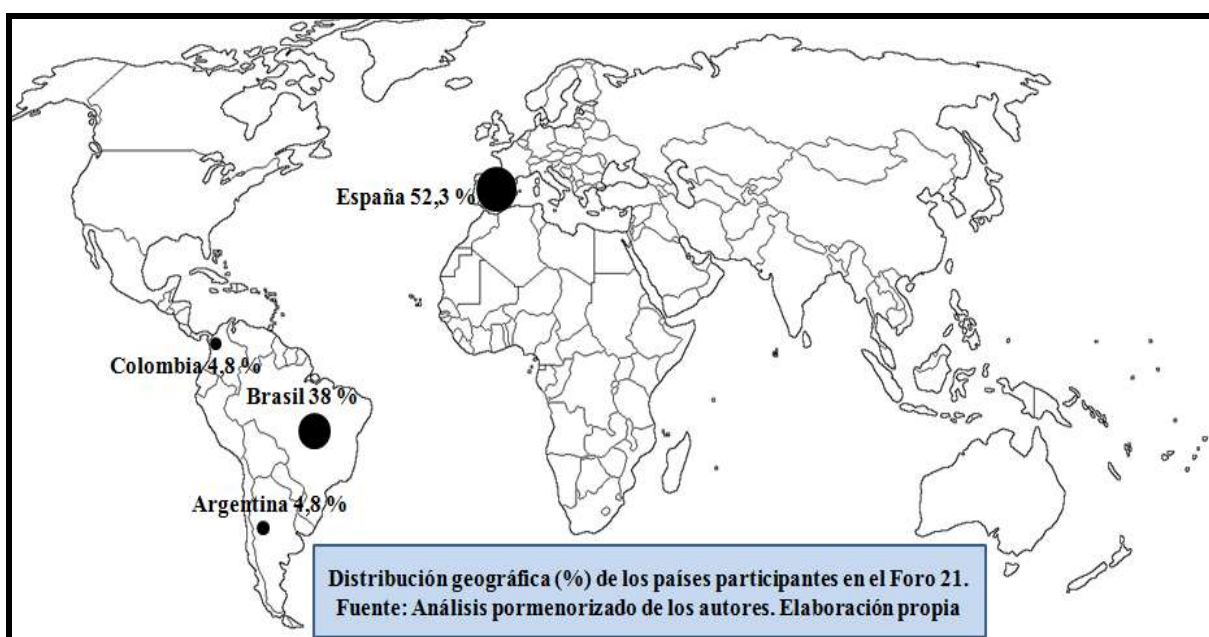 España 52,3 %
Colombia 4,8 %
Brasil 38 %
Argentina 4,8 %
Distribución geográfica (%) de los países participantes en el Foro 21.
Fuente: Análisis pormenorizado de los autores. Elaboración propia